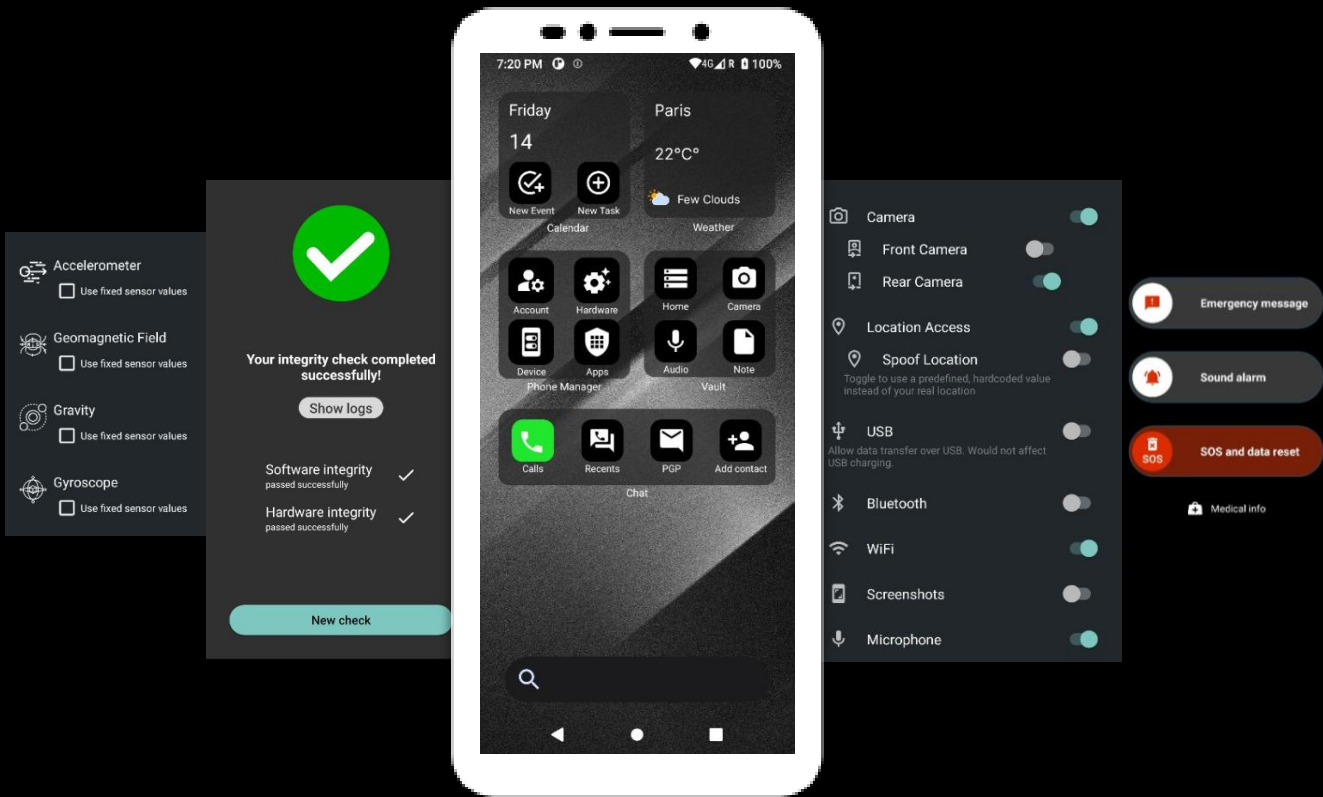 Accelerometer
Use fixed sensor values
Geomagnetic Field
Use fixed sensor values
Gravity
Use fixed sensor values
Gyroscope
Use fixed sensor values
Your integrity check completed
successfully!
Show logs
Software integrity
passed successfully
Hardware integrity
passed successfully
New check
7:20 PM 4G R 100%
Friday
14
New Event New Task
Calendar
Paris
22°C°
Few Clouds
Weather
Account Hardware
Device Apps
Phone Manager
Home Camera
Audio Note
Vault
Calls Recents PGP Add contact
Chat
Camera
Front Camera
Rear Camera
Location Access
Spoof Location
Toggle to use a predefined, hardcoded value
instead of your real location
USB
Allow data transfer over USB. Would not affect
USB charging.
Bluetooth
WiFi
Screenshots
Microphone
Emergency message
Sound alarm
SOS
SOS and data reset
Medical info